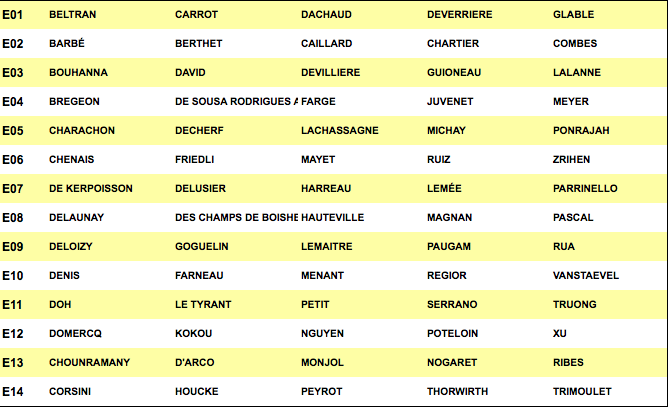 E01 BELTRAN CARROT DACHAUD DEVERRIERE GLABLE
E02 BARBÉ BERTHET CAILLARD CHARTIER COMBES
E03 BOUHANNA DAVID DEVILLIERE GUIONEAU LALANNE
E04 BREGEON DE SOUSA RODRIGUES A FARGE JUVENET MEYER
E05 CHARACHON DECHERF LACHASSAGNE MICHAY PONRAJAH
E06 CHENAIS FRIEDLI MAYET RUIZ ZRIHEN
E07 DE KERPOISSON DELUSIER HARREAU LEMÉE PARRINELLO
E08 DELAUNAY DES CHAMPS DE BOISHE HAUTEVILLE MAGNAN PASCAL
E09 DELOIZY GOGUELIN LEMAITRE PAUGAM RUA
E10 DENIS FARNEAU MENANT REGIOR VANSTAEVEL
E11 DOH LE TYRANT PETIT SERRANO TRUONG
E12 DOMERCQ KOKOU NGUYEN POTELOIN XU
E13 CHOUNRAMANY D'ARCO MONJOL NOGARET RIBES
E14 CORSINI HOUCKE PEYROT THORWIRTH TRIMOULET